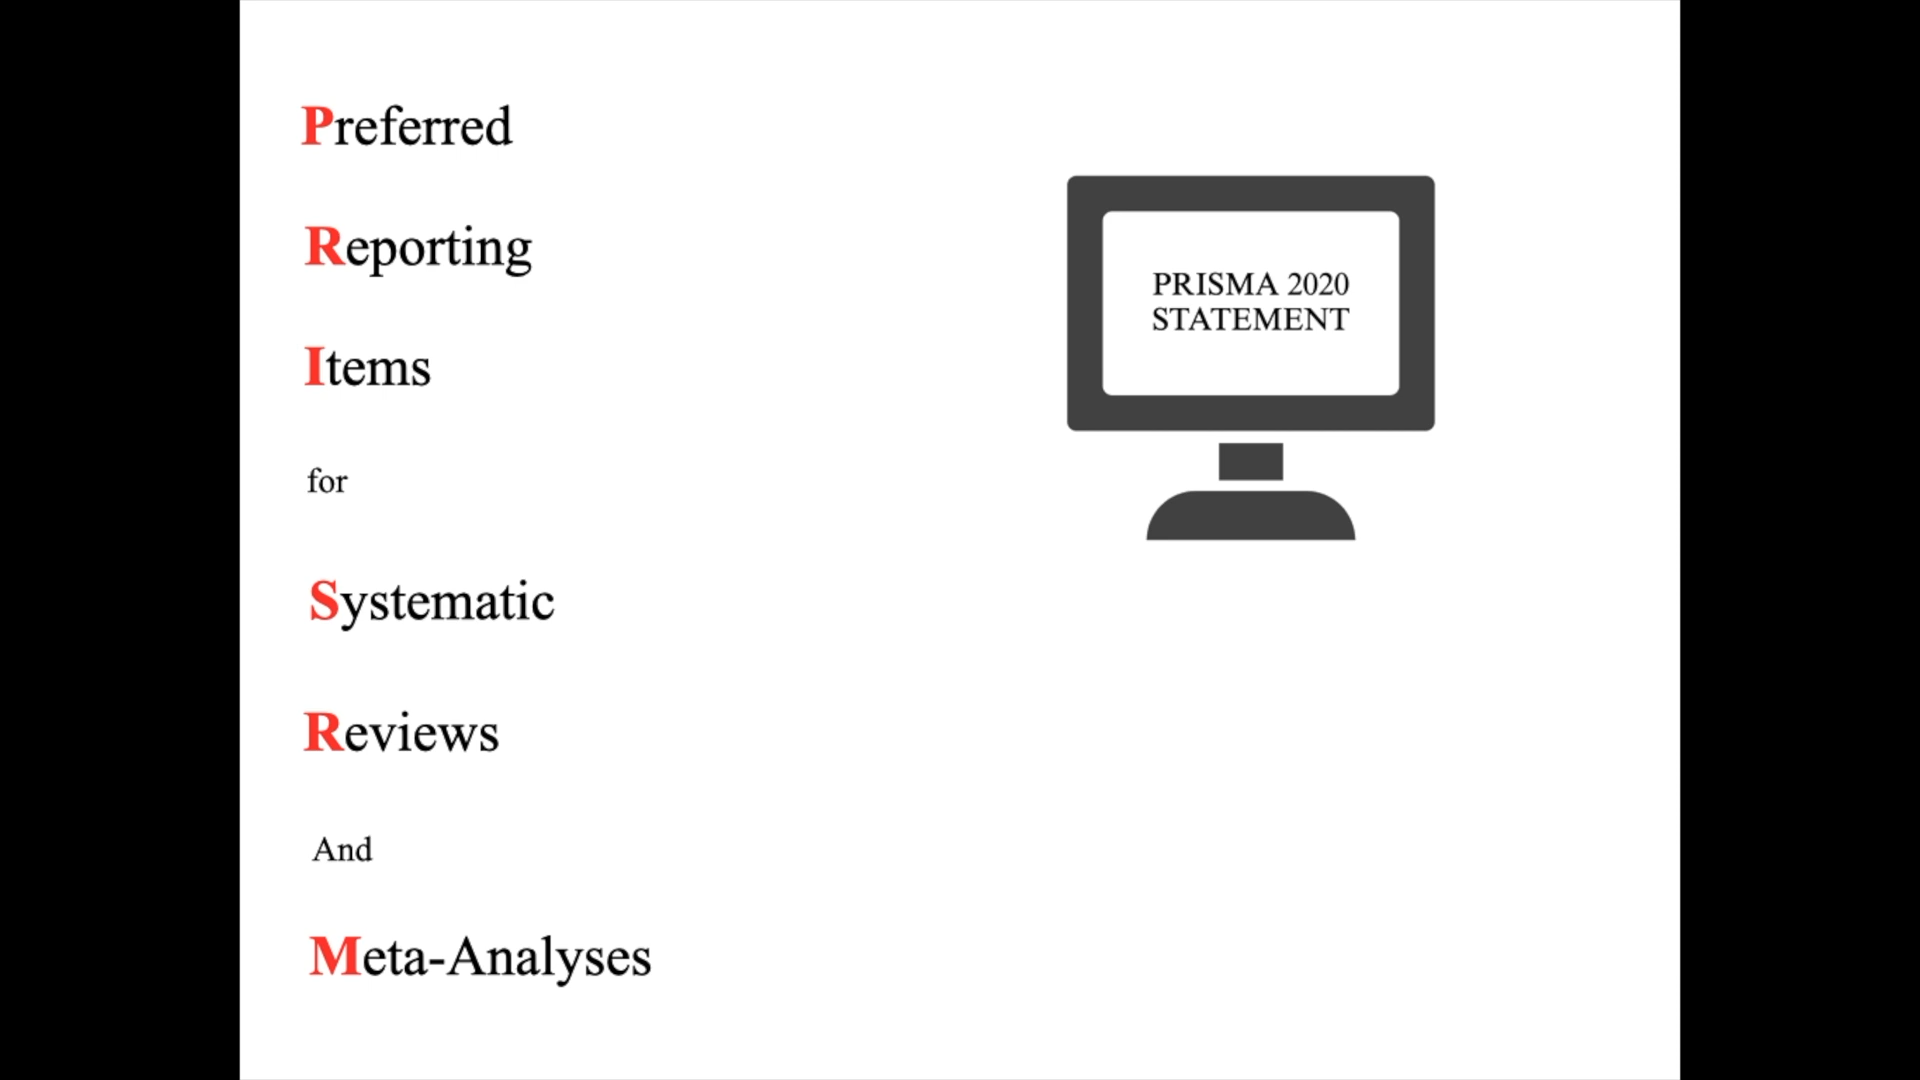 Preferred
Reporting
Items
for
Systematic
Reviews
And
Meta-Analyses
PRISMA 2020
STATEMENT